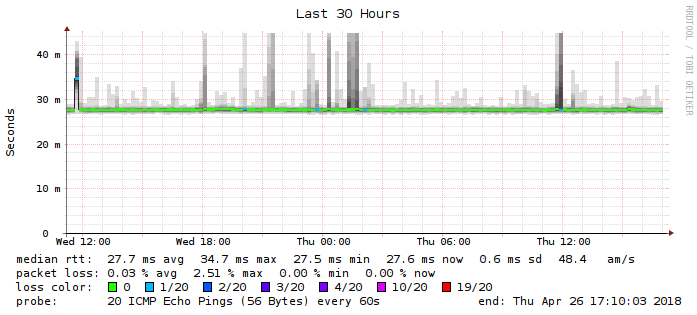 Last 30 Hours
RRDTOOL / TOBI OETIKER
Seconds
40 m
30 m
20 m
10 m
0
Wed 12:00 Wed 18:00 Thu 00:00 Thu 06:00 Thu 12:00
median rtt: 27.7 ms avg 34.7 ms max 27.5 ms min 27.6 ms now 0.6 ms sd 48.4 am/s
packet loss: 0.03 % avg 2.51 % max 0.00 % min 0.00 % now
loss color: 0 1/20 2/20 3/20 4/20 10/20 19/20
probe: 20 ICMP Echo Pings (56 Bytes) every 60s end: Thu Apr 26 17:10:03 2018